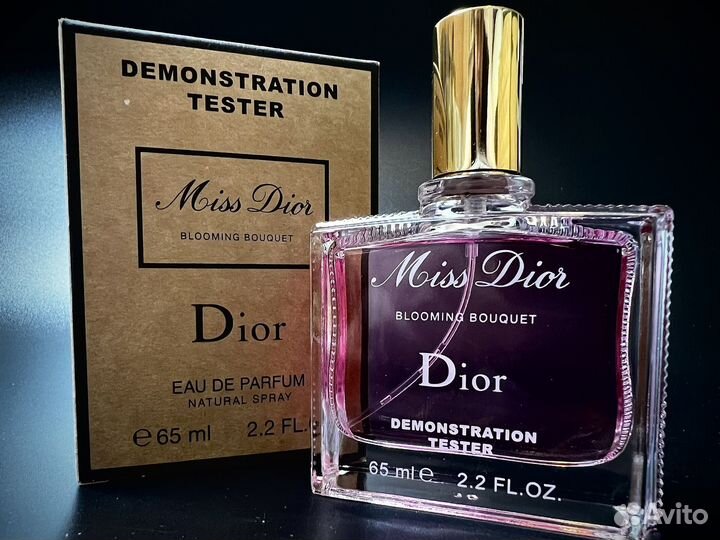 DEMONSTRATION
TESTER
Miss Dior
BLOOMING BOUQUET
Dior
EAU DE PARFUM
NATURAL SPRAY
℮ 65 ml 2.2 FL.
Miss Dior
BLOOMING BOUQUET
Dior
DEMONSTRATION
TESTER
65 ml ℮ 2.2 FL.OZ.
Avito